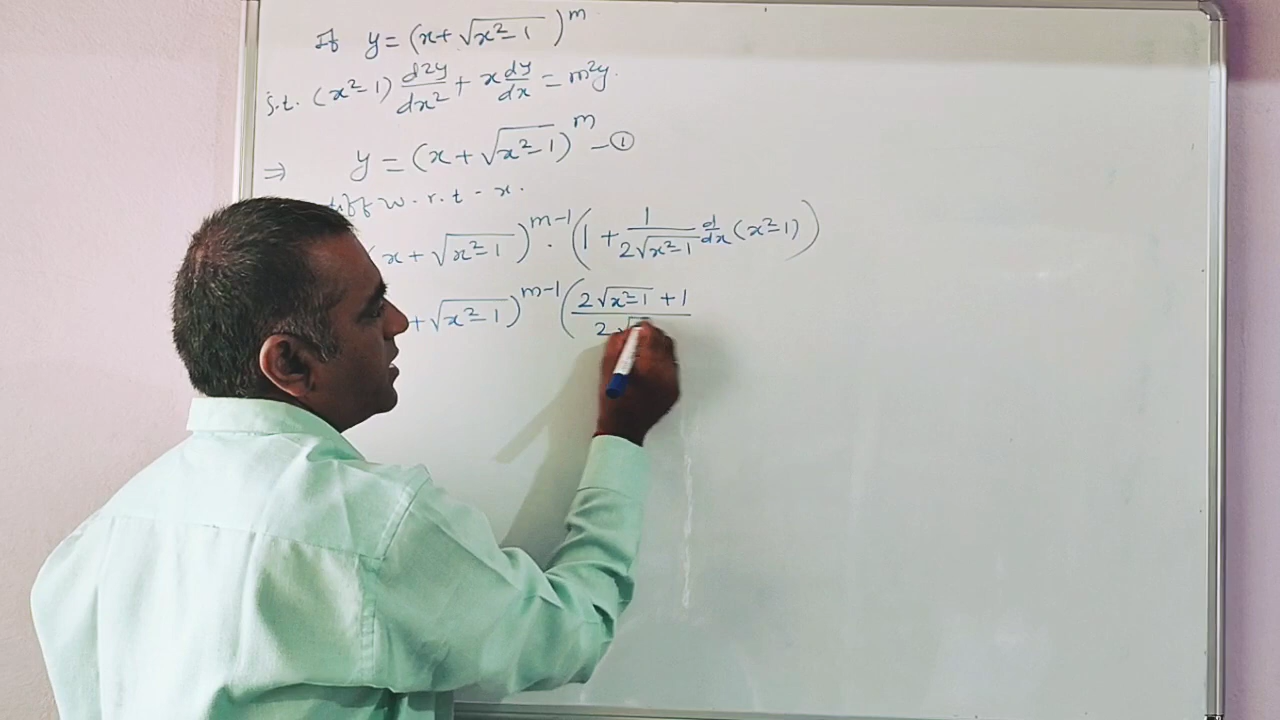 If y = (x + √(x²-1))^m
S.t. (x²-1) d2y/dx² + x dy/dx = m²y.
⇒ y = (x + √(x²-1))^m - ①
diff w.r.t - x.
(x + √(x²-1))^(m-1) · (1 + 1/(2√(x²-1)) d/dx (x²-1))
+ √(x²-1))^(m-1) ((2√(x²-1) + 1)/(2√